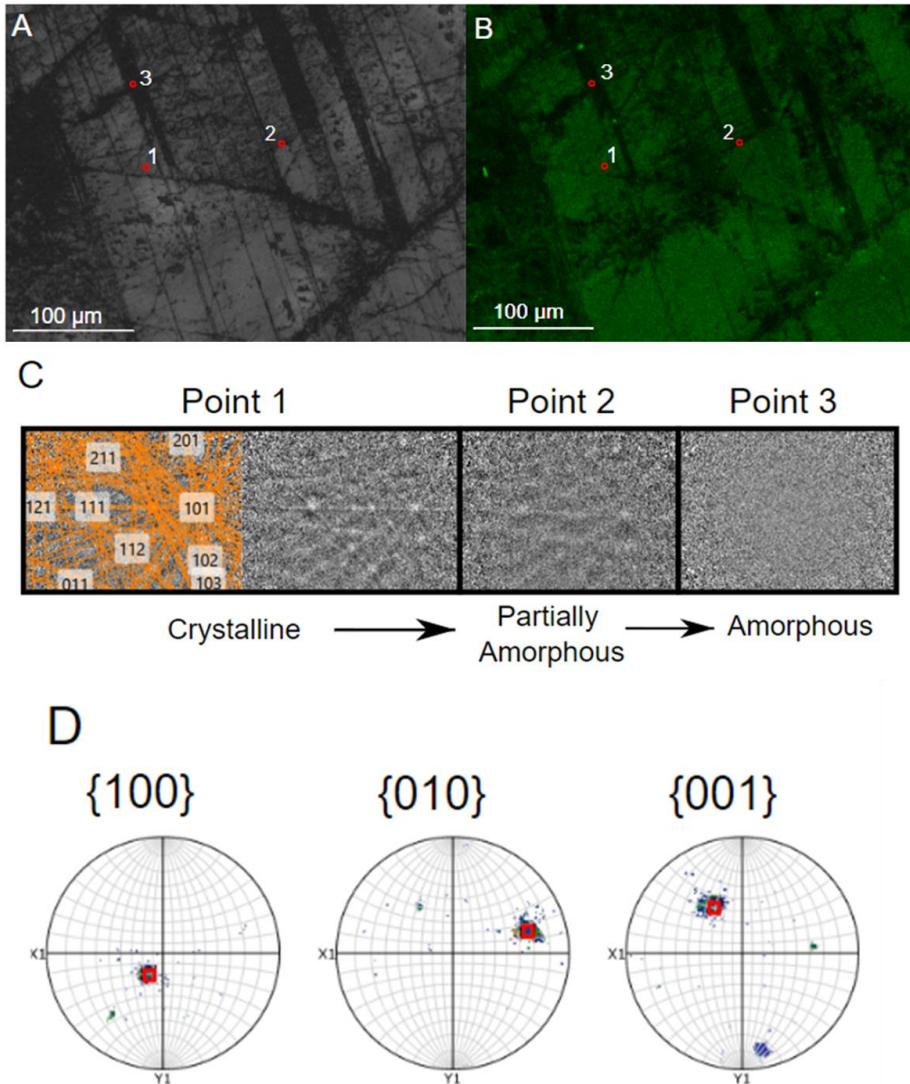 A
B
3
3
2
2
1
1
100 µm
100 µm
C
Point 1
Point 2
Point 3
201
211
121
111
101
112
102
011
103
Crystalline
Partially
Amorphous
Amorphous
D
{100}
{010}
{001}
X1
X1
X1
Y1
Y1
Y1